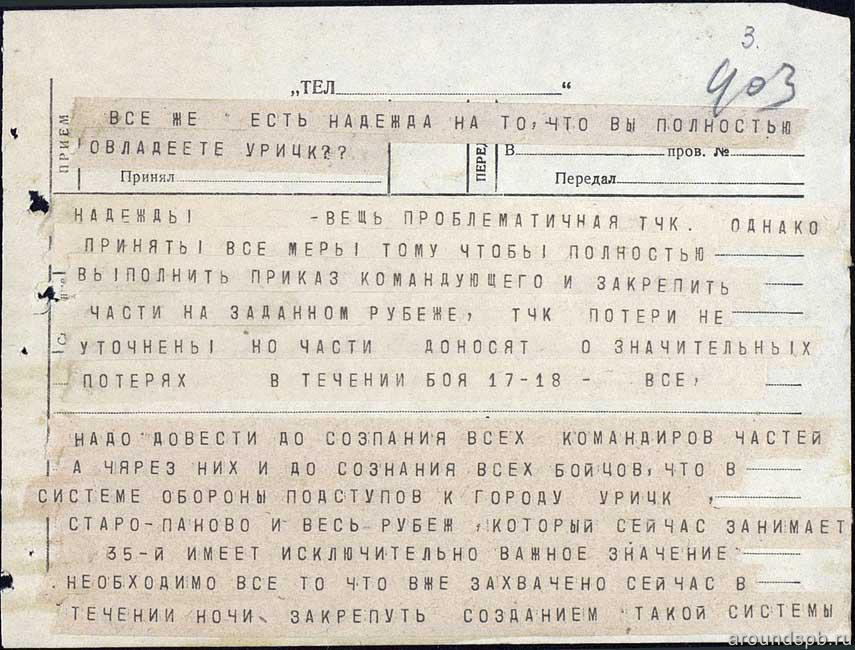 3.
903
„ТЕЛ “
ВСЕ ЖЕ ЕСТЬ НАДЕЖДА НА ТО,ЧТО ВЫ ПОЛНОСТЬЮ
ПРИЕМ
ОВЛАДЕЕТЕ УРИЧК??
ПЕРЕД
В пров. №
Принял
Передал
НАДЕЖДЫ -ВЕЩЬ ПРОБЛЕМАТИЧНАЯ ТЧК. ОДНАКО
ПРИНЯТЫ ВСЕ МЕРЫ ТОМУ ЧТОБЫ ПОЛНОСТЬЮ
ВЫПОЛНИТЬ ПРИКАЗ КОМАНДУЮЩЕГО И ЗАКРЕПИТЬ
ЧАСТИ НА ЗАДАННОМ РУБЕЖЕ, ТЧК ПОТЕРИ НЕ
УТОЧНЕНЫ НО ЧАСТИ ДОНОСЯТ О ЗНАЧИТЕЛЬНЫХ
ПОТЕРЯХ В ТЕЧЕНИИ БОЯ 17-18 - ВСЕ,
НАДО ДОВЕСТИ ДО СОЗПАНИЯ ВСЕХ КОМАНДИРОВ ЧАСТЕЙ
А ЧЯРЕЗ НИХ И ДО СОЗНАНИЯ ВСЕХ БОЙЦОВ,ЧТО В
СИСТЕМЕ ОБОРОНЫ ПОДСТУПОВ К ГОРОДУ УРИЧК ,
СТАРО-ПАНОВО И ВЕСЬ РУБЕЖ ,КОТОРЫЙ СЕЙЧАС ЗАНИМАЕТ
35-Й ИМЕЕТ ИСКЛЮЧИТЕЛЬНО ВАЖНОЕ ЗНАЧЕНИЕ
НЕОБХОДИМО ВСЕ ТО ЧТО ВЖЕ ЗАХВАЧЕНО СЕЙЧАС В
ТЕЧЕНИИ НОЧИ ЗАКРЕПУТЬ СОЗДАНИЕМ ТАКОЙ СИСТЕМЫ
aroundspb.ru